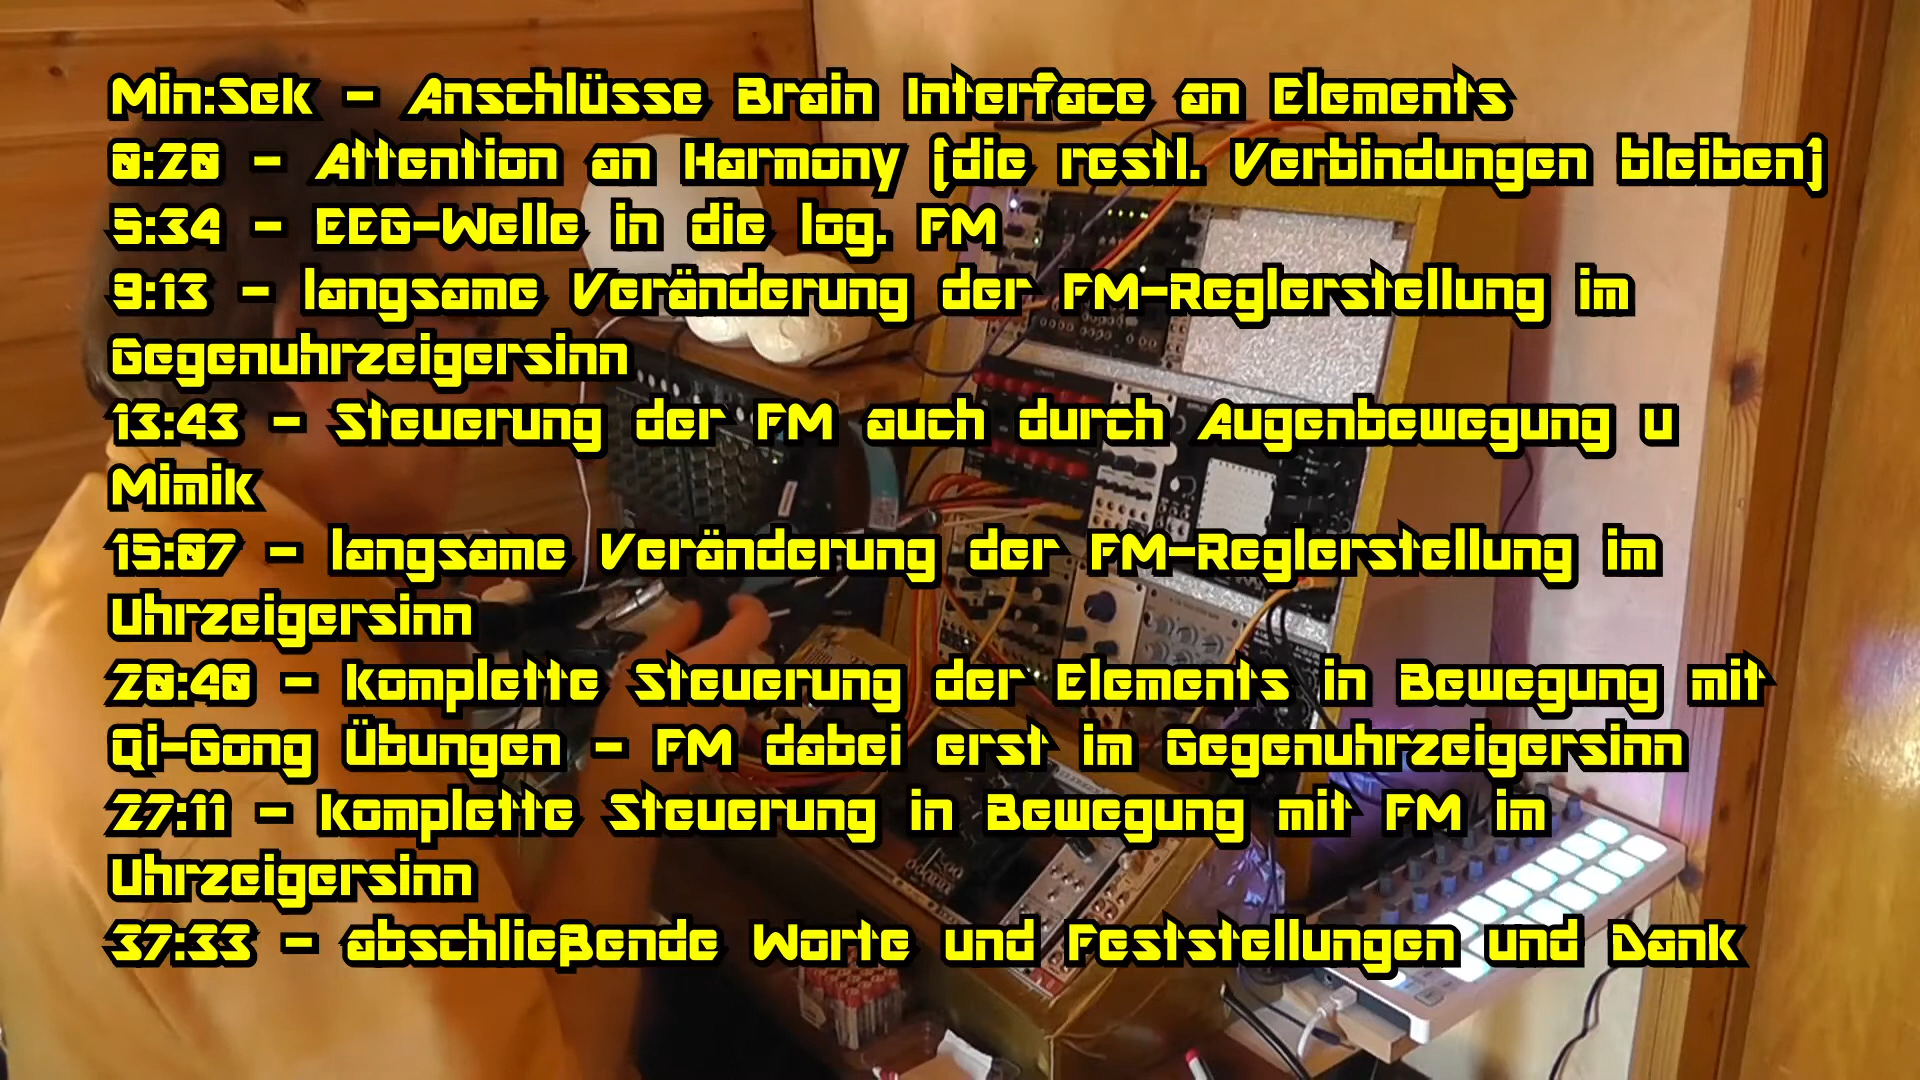 Min:Sek - Anschlüsse Brain Interface an Elements
0:20 - Attention an Harmony (die restl. Verbindungen bleiben)
5:34 - EEG-Welle in die log. FM
9:13 - langsame Veränderung der FM-Reglerstellung im
Gegenuhrzeigersinn
13:43 - Steuerung der FM auch durch Augenbewegung u
Mimik
15:07 - langsame Veränderung der FM-Reglerstellung im
Uhrzeigersinn
20:40 - komplette Steuerung der Elements in Bewegung mit
Qi-Gong Übungen - FM dabei erst im Gegenuhrzeigersinn
27:11 - komplette Steuerung in Bewegung mit FM im
Uhrzeigersinn
37:33 - abschließende Worte und Feststellungen und Dank